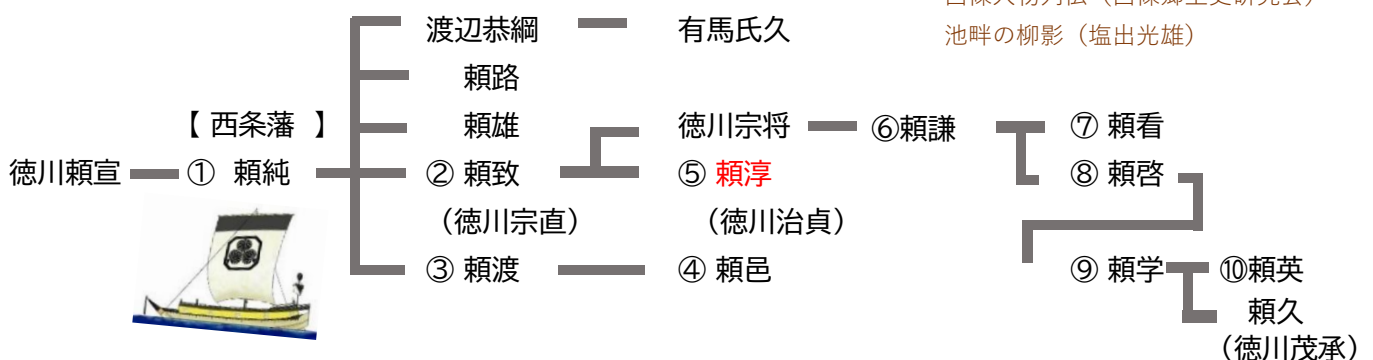 池畔の柳影（塩出光雄）
渡辺恭綱 有馬氏久
頼路
【 西条藩 】 頼雄 徳川宗将 ⑥頼謙 ⑦ 頼看
徳川頼宣 ① 頼純 ② 頼致 ⑤ 頼淳 ⑧ 頼啓
（徳川宗直） （徳川治貞）
③ 頼渡 ④ 頼邑 ⑨ 頼学 ⑩頼英
頼久
（徳川茂承）